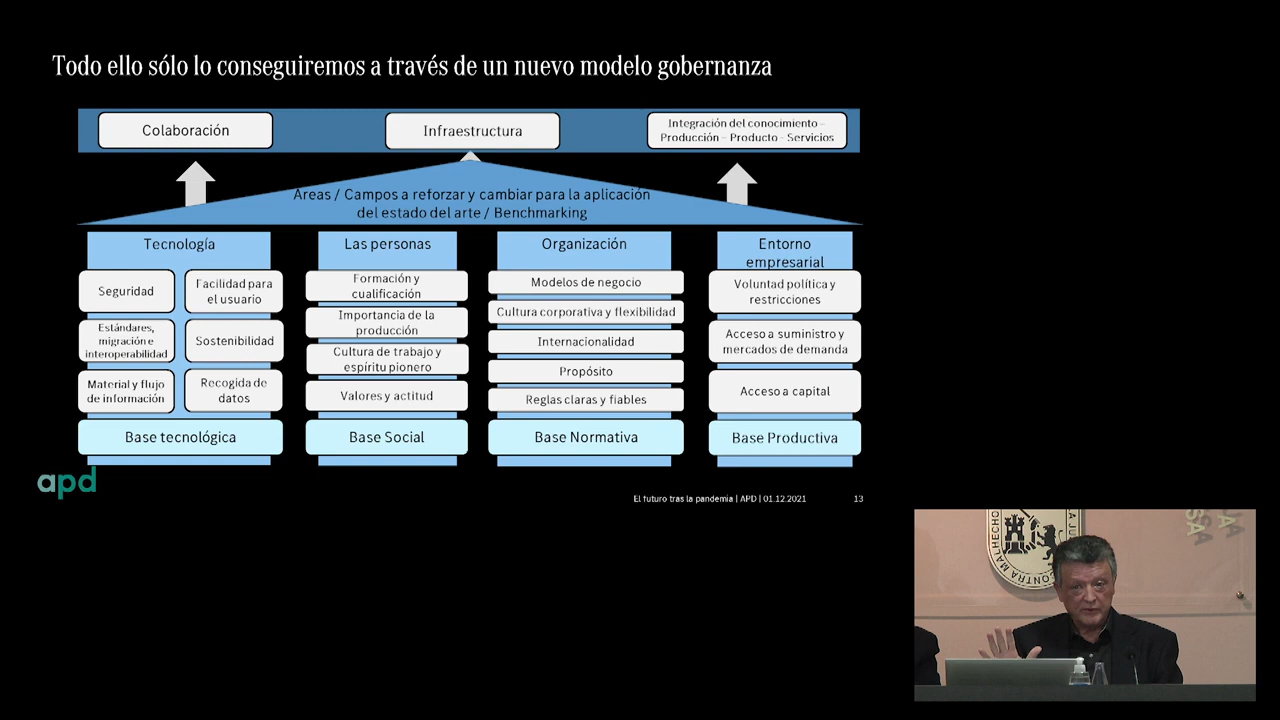 Todo ello sólo lo conseguiremos a través de un nuevo modelo gobernanza
Colaboración
Infraestructura
Integración del conocimiento -
Producción - Producto - Servicios
Areas / Campos a reforzar y cambiar para la aplicación
del estado del arte / Benchmarking
Tecnología
Seguridad
Facilidad para
el usuario
Estándares,
migración e
interoperabilidad
Sostenibilidad
Material y flujo
de información
Recogida de
datos
Base tecnológica
Las personas
Formación y
cualificación
Importancia de la
producción
Cultura de trabajo y
espíritu pionero
Valores y actitud
Base Social
Organización
Modelos de negocio
Cultura corporativa y flexibilidad
Internacionalidad
Propósito
Reglas claras y fiables
Base Normativa
Entorno
empresarial
Voluntad política y
restricciones
Acceso a suministro y
mercados de demanda
Acceso a capital
Base Productiva
apd
El futuro tras la pandemia | APD | 01.12.2021
13
CONTRA MALHECHO